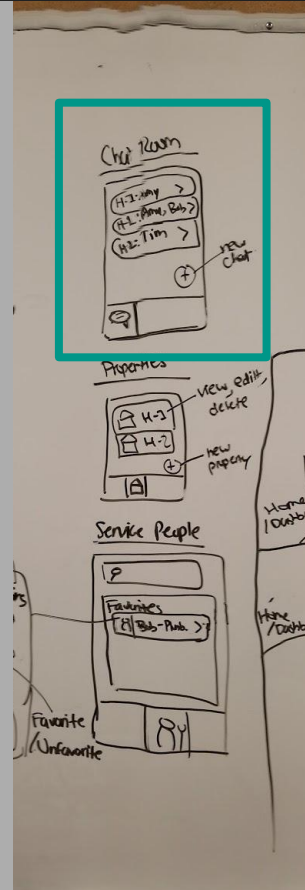 Chat Room
H-1: Amy >
H-1: Amy, Bob >
H-2: Tim >
new
chat
+
Properties
H-1
H-2
view, edit,
delete
+
new
property
Home
/Dashb
Service People
Favorites
Bob-Plumb. >
Home
/Dashb
Favorite
/Unfavorite